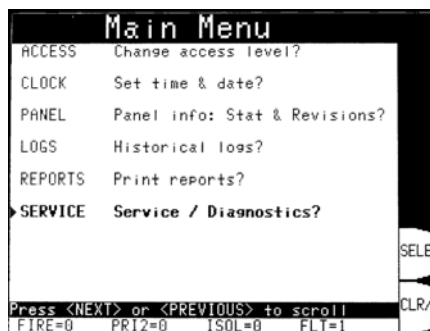 Main Menu
ACCESS Change access level?
CLOCK Set time & date?
PANEL Panel info: Stat & Revisions?
LOGS Historical logs?
REPORTS Print reports?
SERVICE Service / Diagnostics?
SELE
Press <NEXT> or <PREVIOUS> to scroll
CLR/
FIRE=0 PRI2=0 ISOL=0 FLT=1